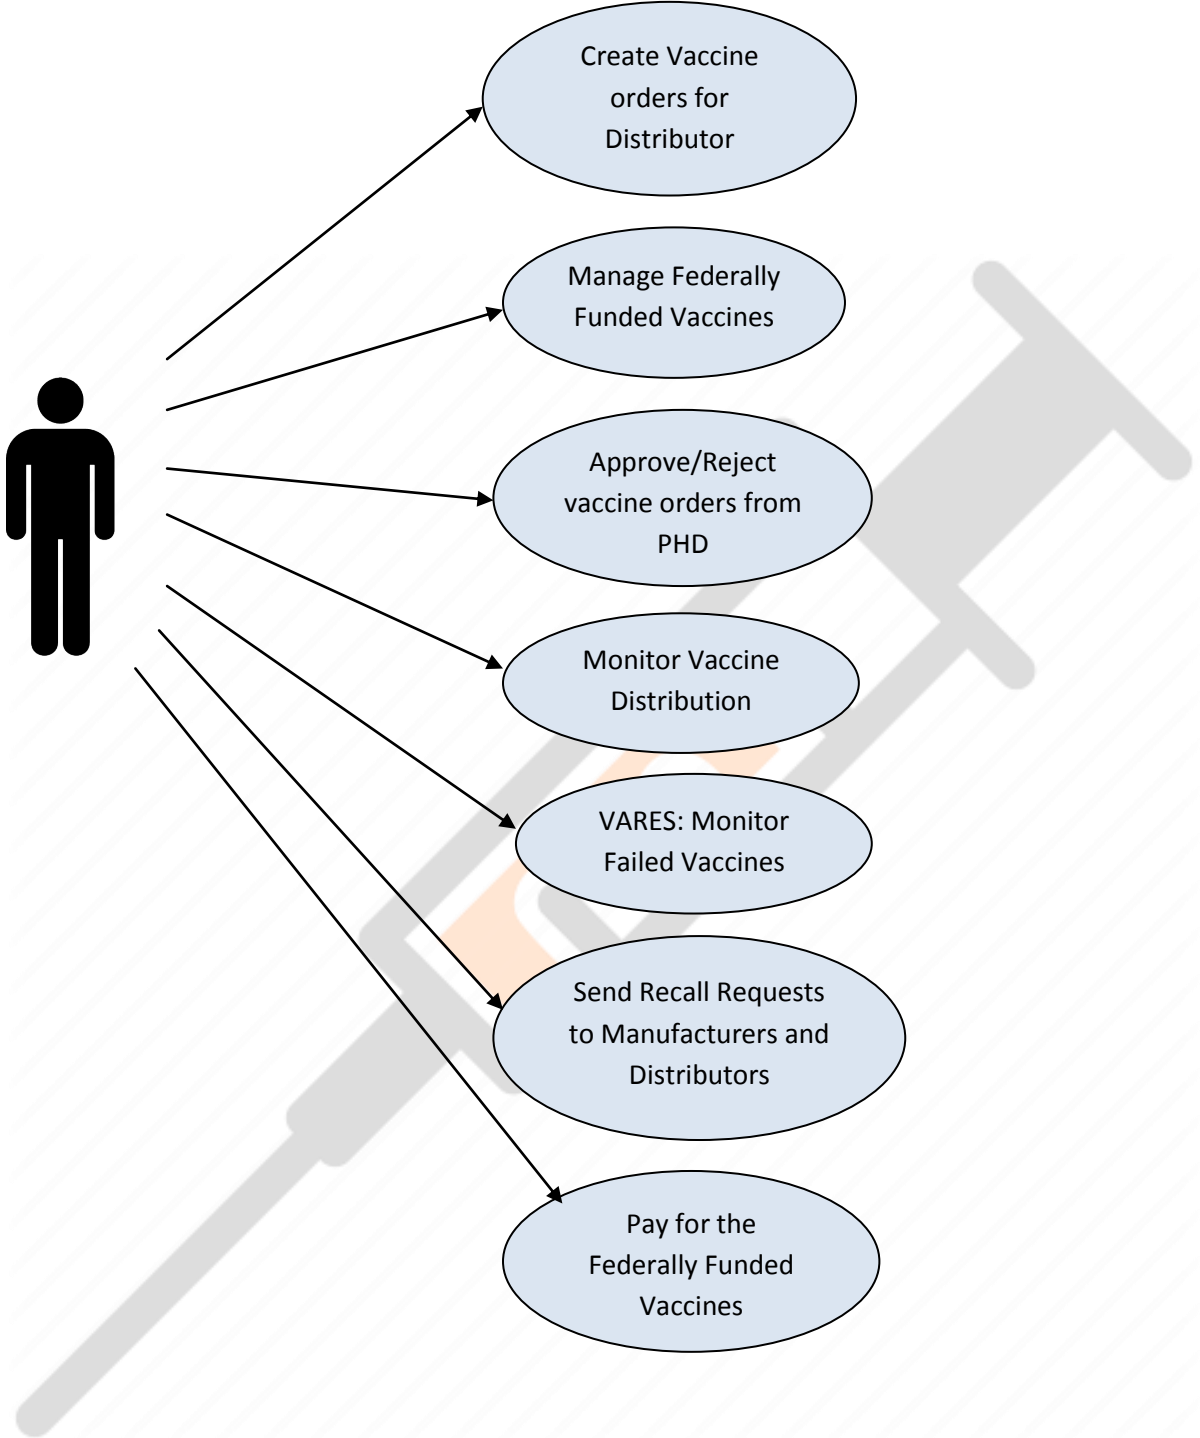 Create Vaccine
orders for
Distributor
Manage Federally
Funded Vaccines
Approve/Reject
vaccine orders from
PHD
Monitor Vaccine
Distribution
VARES: Monitor
Failed Vaccines
Send Recall Requests
to Manufacturers and
Distributors
Pay for the
Federally Funded
Vaccines